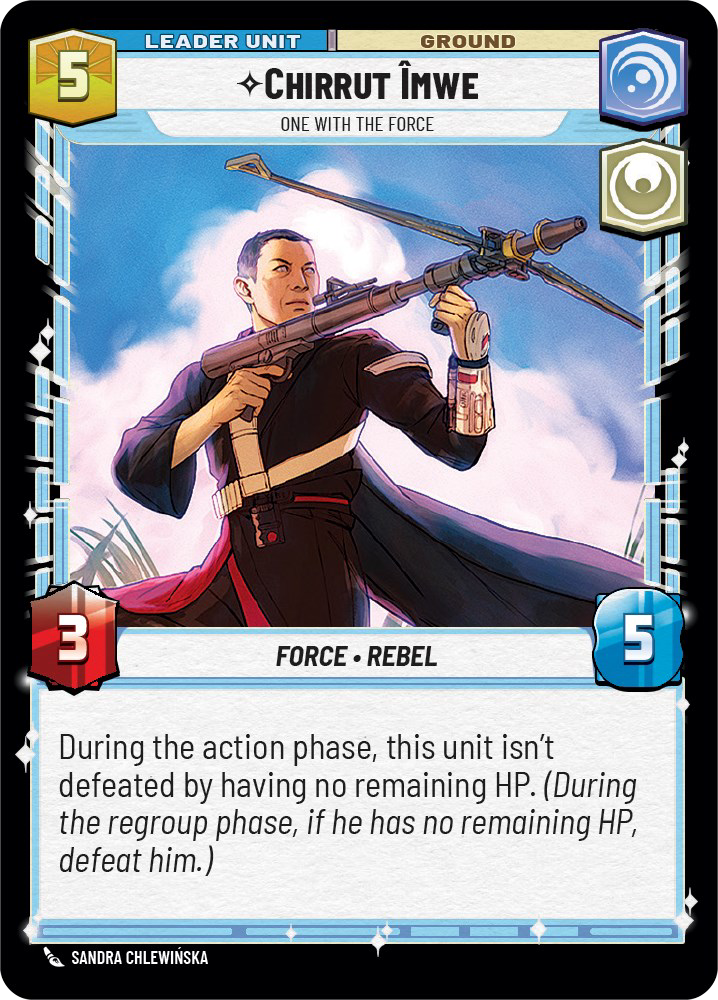 LEADER UNIT
GROUND
5
✧CHIRRUT ÎMWE
ONE WITH THE FORCE
3
FORCE • REBEL
5
During the action phase, this unit isn't
defeated by having no remaining HP. (During
the regroup phase, if he has no remaining HP,
defeat him.)
SANDRA CHLEWIŃSKA